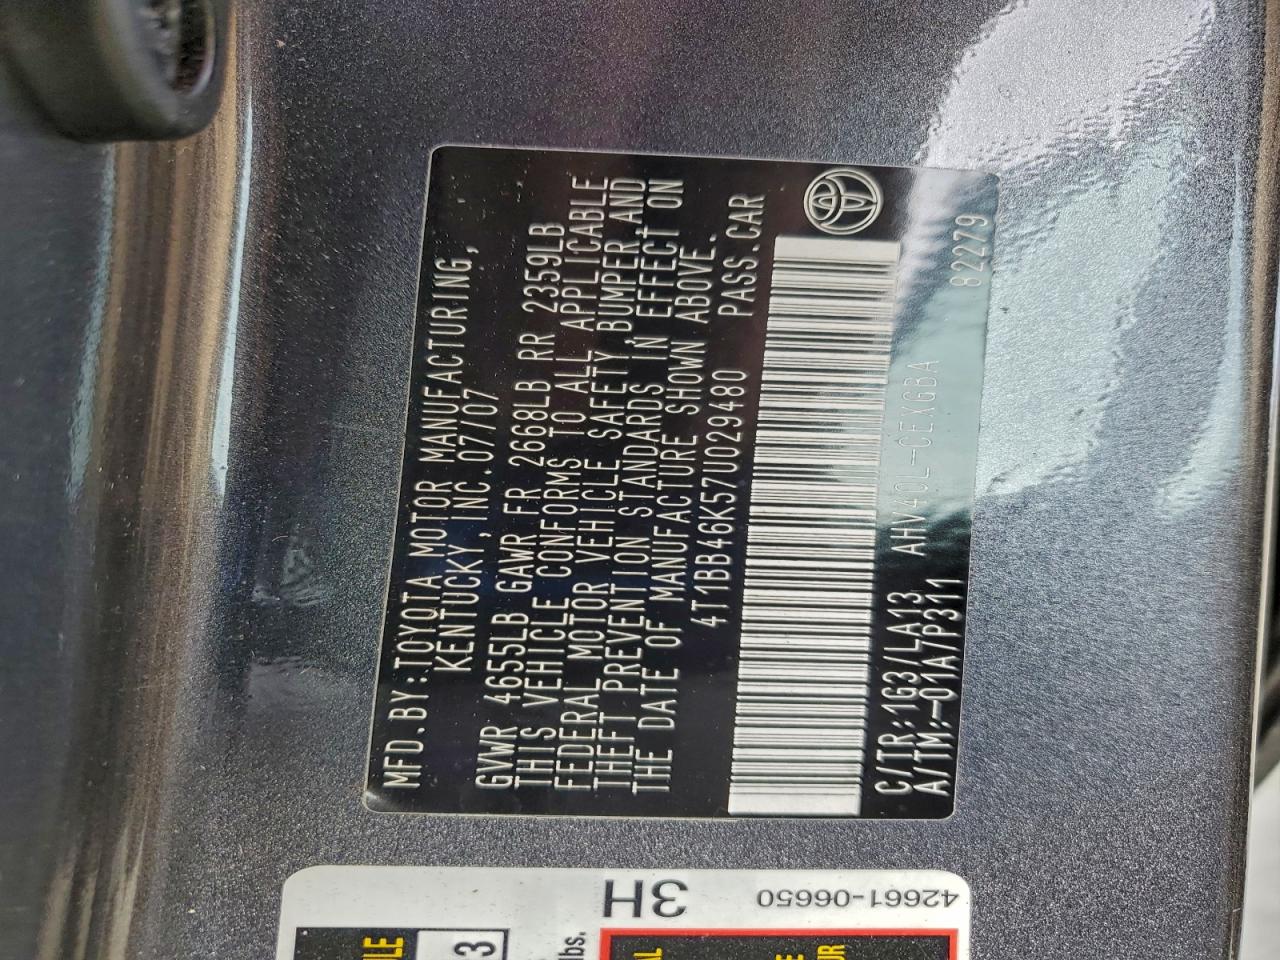 MFD.BY:TOYOTA MOTOR MANUFACTURING,
KENTUCKY, INC.07/07
GVWR 4655LB GAWR FR 2668LB RR 2359LB
THIS VEHICLE CONFORMS TO ALL APPLICABLE
FEDERAL MOTOR VEHICLE SAFETY,BUMPER,AND
THEFT PREVENTION STANDARDS IN EFFECT ON
THE DATE OF MANUFACTURE SHOWN ABOVE.
4T1BB46K57U029480 PASS.CAR
C/TR:1G3/LA13 AHV40L-CEXGBA 82279
A/TM:-01A/P311
3H
42661-06650
3
lbs.